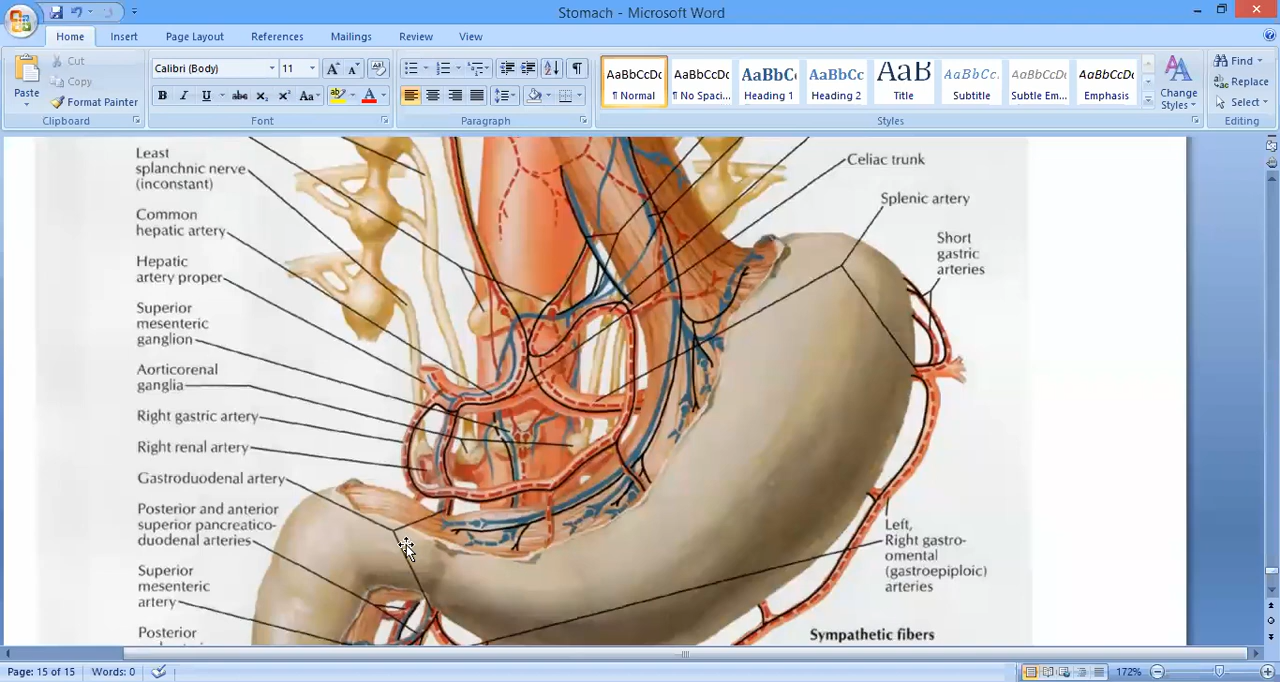 Stomach - Microsoft Word
Home Insert Page Layout References Mailings Review View
Cut
Copy
Format Painter
Paste
Clipboard
Calibri (Body) 11
Font
Paragraph
AaBbCcDc AaBbCcDc AaBbC AaBbCc AaB AaBbCc. AaBbCcDc AaBbCcDc
¶ Normal ¶ No Spaci... Heading 1 Heading 2 Title Subtitle Subtle Em... Emphasis
Change
Styles
Styles
Find
Replace
Select
Editing
Least
splanchnic nerve
(inconstant)
Common
hepatic artery
Hepatic
artery proper
Superior
mesenteric
ganglion
Aorticorenal
ganglia
Right gastric artery
Right renal artery
Gastroduodenal artery
Posterior and anterior
superior pancreatico-
duodenal arteries
Superior
mesenteric
artery
Posterior
Celiac trunk
Splenic artery
Short
gastric
arteries
Left,
Right gastro-
omental
(gastroepiploic)
arteries
Sympathetic fibers
Page: 15 of 15 Words: 0 172%